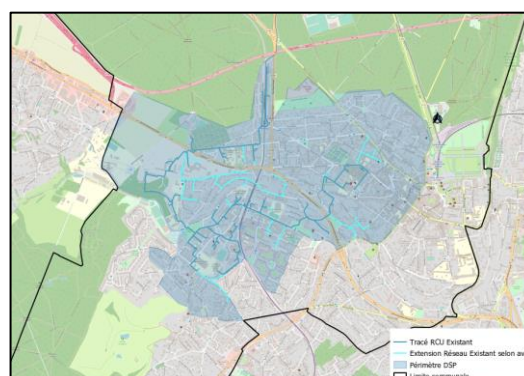 Tracé RCU Existant
Extension Réseau Existant selon av
Périmètre DSP
Limite communale